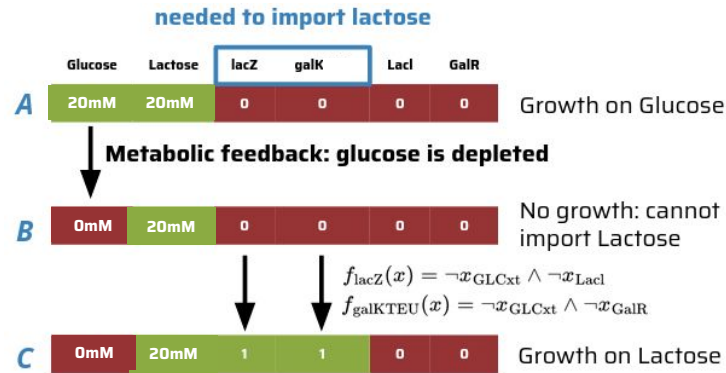 needed to import lactose
Glucose Lactose lacZ galK LacI GalR
A 20mM 20mM 0 0 0 0 Growth on Glucose
Metabolic feedback: glucose is depleted
B 0mM 20mM 0 0 0 0 No growth: cannot
import Lactose
f_lacZ(x) = ¬x_GLCxt ∧ ¬x_LacI
f_galKTEU(x) = ¬x_GLCxt ∧ ¬x_GalR
C 0mM 20mM 1 1 0 0 Growth on Lactose